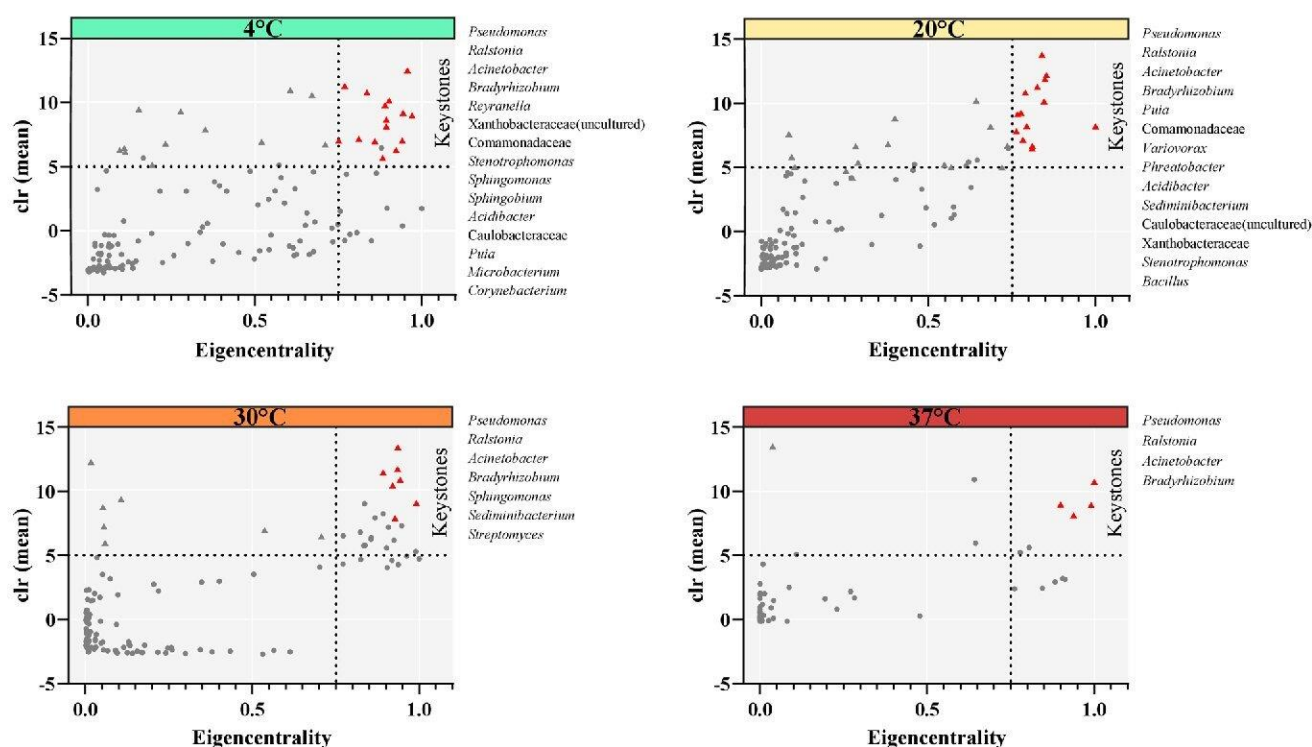 4°C
15
10
5
0
-5
clr (mean)
0.0
0.5
1.0
Eigencentrality
Keystones
Pseudomonas
Ralstonia
Acinetobacter
Bradyrhizobium
Reyranella
Xanthobacteraceae(uncultured)
Comamonadaceae
Stenotrophomonas
Sphingomonas
Sphingobium
Acidibacter
Caulobacteraceae
Puia
Microbacterium
Corynebacterium
20°C
15
10
5
0
-5
clr (mean)
0.0
0.5
1.0
Eigencentrality
Keystones
Pseudomonas
Ralstonia
Acinetobacter
Bradyrhizobium
Puia
Comamonadaceae
Variovorax
Phreatobacter
Acidibacter
Sediminibacterium
Caulobacteraceae(uncultured)
Xanthobacteraceae
Stenotrophomonas
Bacillus
30°C
15
10
5
0
-5
clr (mean)
0.0
0.5
1.0
Eigencentrality
Keystones
Pseudomonas
Ralstonia
Acinetobacter
Bradyrhizobium
Sphingomonas
Sediminibacterium
Streptomyces
37°C
15
10
5
0
-5
clr (mean)
0.0
0.5
1.0
Eigencentrality
Keystones
Pseudomonas
Ralstonia
Acinetobacter
Bradyrhizobium